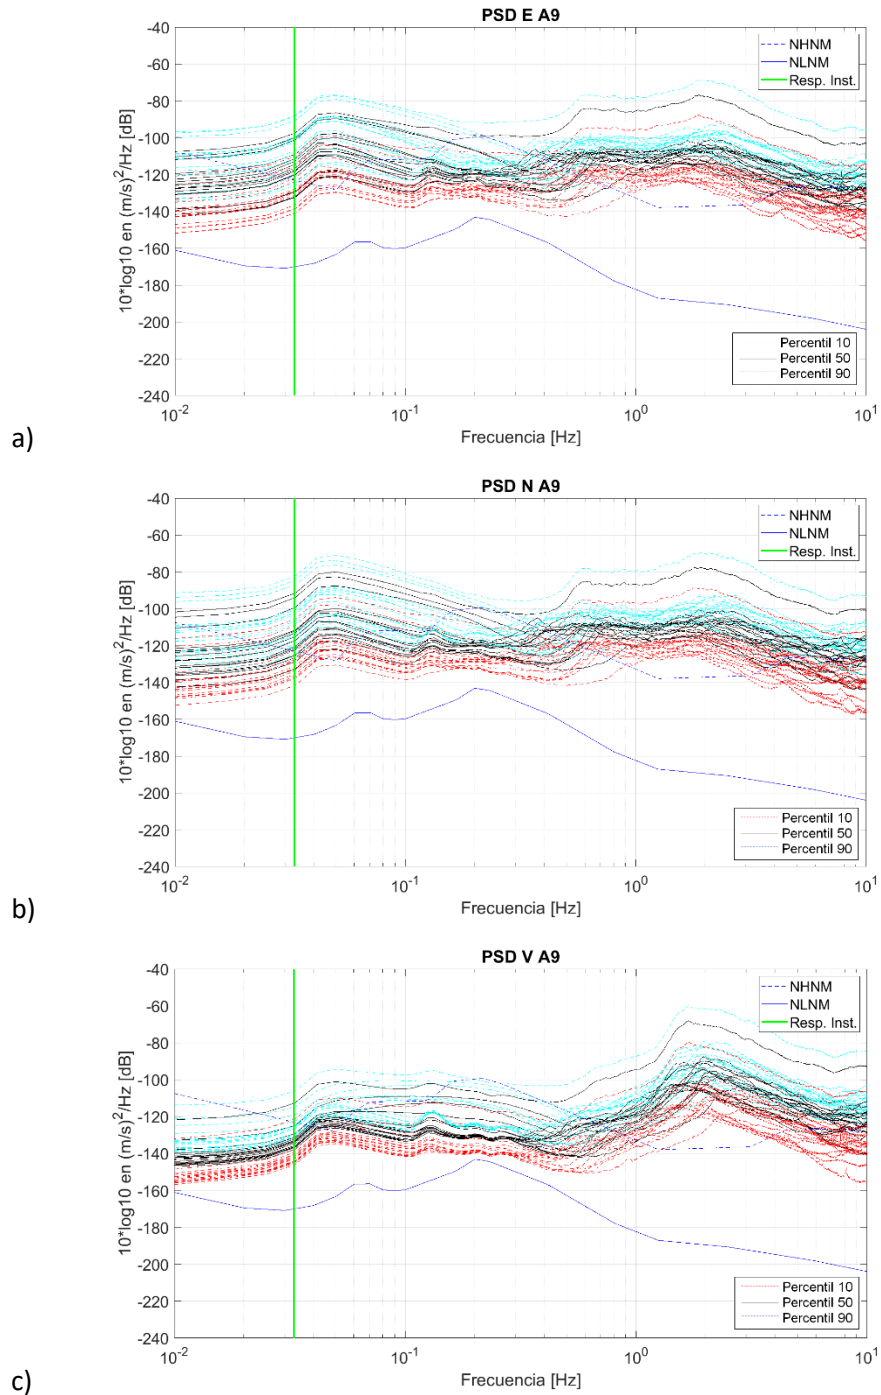 PSD E A9
-40
-60
-80
-100
-120
-140
-160
-180
-200
-220
-240
10*log10 en (m/s)²/Hz [dB]
NHNM
NLNM
Resp. Inst.
Percentil 10
Percentil 50
Percentil 90
10⁻² 10⁻¹ 10⁰ 10¹
Frecuencia [Hz]
a)
PSD N A9
-40
-60
-80
-100
-120
-140
-160
-180
-200
-220
-240
10*log10 en (m/s)²/Hz [dB]
NHNM
NLNM
Resp. Inst.
Percentil 10
Percentil 50
Percentil 90
10⁻² 10⁻¹ 10⁰ 10¹
Frecuencia [Hz]
b)
PSD V A9
-40
-60
-80
-100
-120
-140
-160
-180
-200
-220
-240
10*log10 en (m/s)²/Hz [dB]
NHNM
NLNM
Resp. Inst.
Percentil 10
Percentil 50
Percentil 90
10⁻² 10⁻¹ 10⁰ 10¹
Frecuencia [Hz]
c)